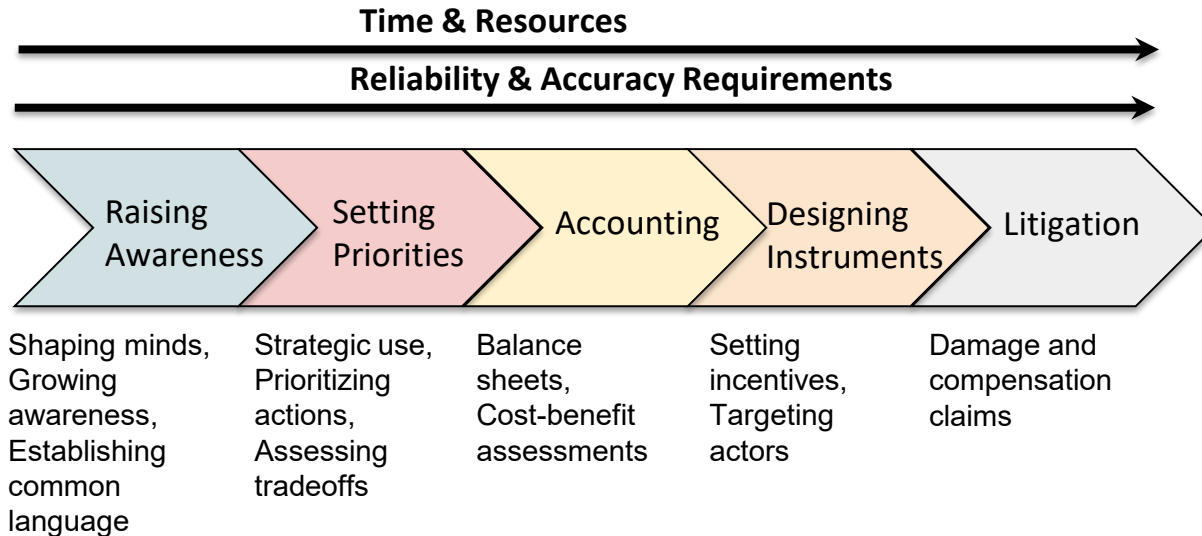 Time & Resources
Reliability & Accuracy Requirements
Raising
Awareness
Setting
Priorities
Accounting
Designing
Instruments
Litigation
Shaping minds,
Growing
awareness,
Establishing
common
language
Strategic use,
Prioritizing
actions,
Assessing
tradeoffs
Balance
sheets,
Cost-benefit
assessments
Setting
incentives,
Targeting
actors
Damage and
compensation
claims